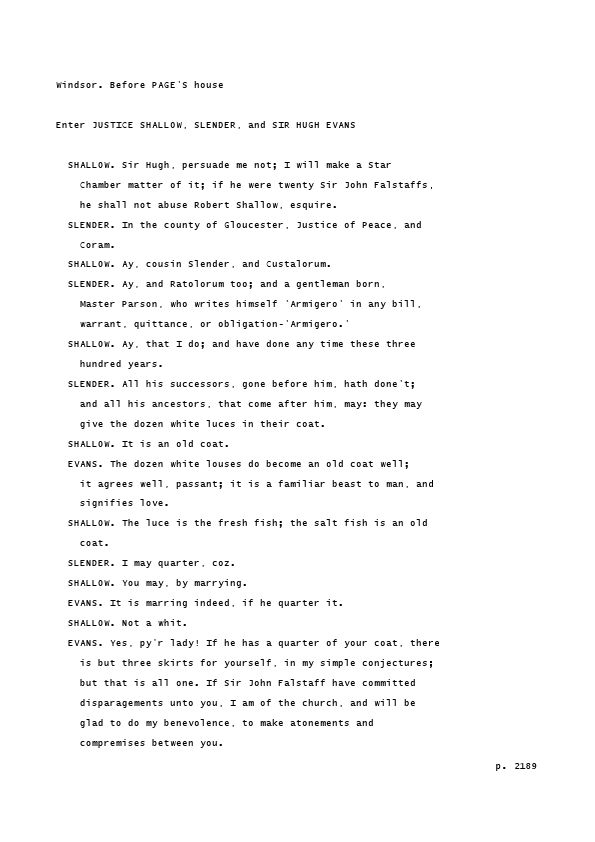 Windsor. Before PAGE'S house
Enter JUSTICE SHALLOW, SLENDER, and SIR HUGH EVANS
SHALLOW. Sir Hugh, persuade me not; I will make a Star
Chamber matter of it; if he were twenty Sir John Falstaffs,
he shall not abuse Robert Shallow, esquire.
SLENDER. In the county of Gloucester, Justice of Peace, and
Coram.
SHALLOW. Ay, cousin Slender, and Custalorum.
SLENDER. Ay, and Ratolorum too; and a gentleman born,
Master Parson, who writes himself 'Armigero' in any bill,
warrant, quittance, or obligation-'Armigero.'
SHALLOW. Ay, that I do; and have done any time these three
hundred years.
SLENDER. All his successors, gone before him, hath done't;
and all his ancestors, that come after him, may: they may
give the dozen white luces in their coat.
SHALLOW. It is an old coat.
EVANS. The dozen white louses do become an old coat well;
it agrees well, passant; it is a familiar beast to man, and
signifies love.
SHALLOW. The luce is the fresh fish; the salt fish is an old
coat.
SLENDER. I may quarter, coz.
SHALLOW. You may, by marrying.
EVANS. It is marring indeed, if he quarter it.
SHALLOW. Not a whit.
EVANS. Yes, py'r lady! If he has a quarter of your coat, there
is but three skirts for yourself, in my simple conjectures;
but that is all one. If Sir John Falstaff have committed
disparagements unto you, I am of the church, and will be
glad to do my benevolence, to make atonements and
compremises between you.
p. 2189